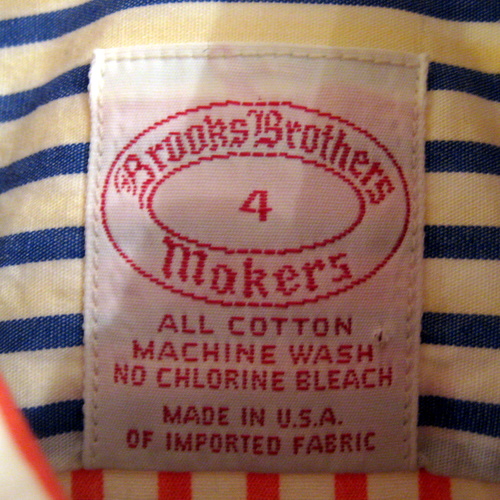 Brooks Brothers
4
Makers
ALL COTTON
MACHINE WASH
NO CHLORINE BLEACH
MADE IN U.S.A.
OF IMPORTED FABRIC